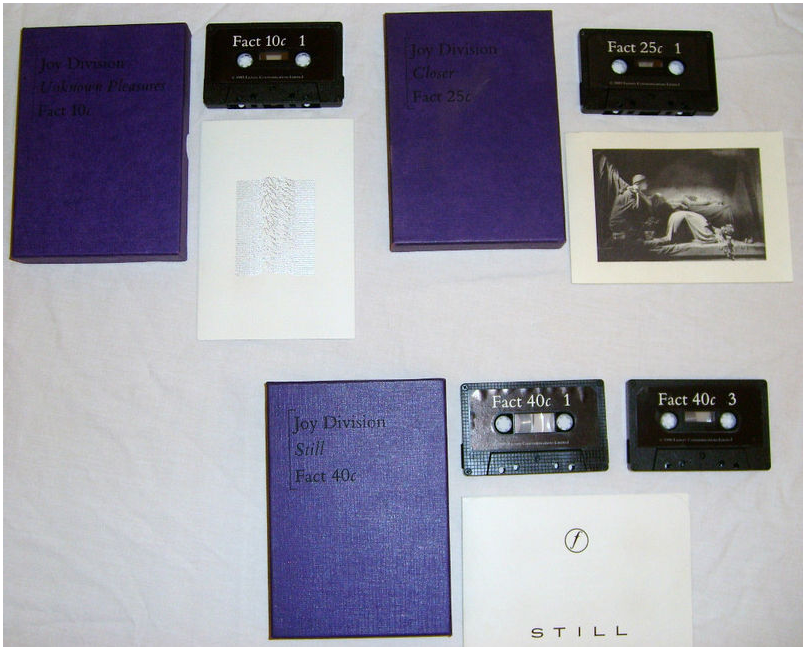 Joy Division
Unknown Pleasures
Fact 10c
Fact 10c 1
Joy Division
Closer
Fact 25c
Fact 25c 1
Joy Division
Still
Fact 40c
Fact 40c 1
Fact 40c 3
f
STILL